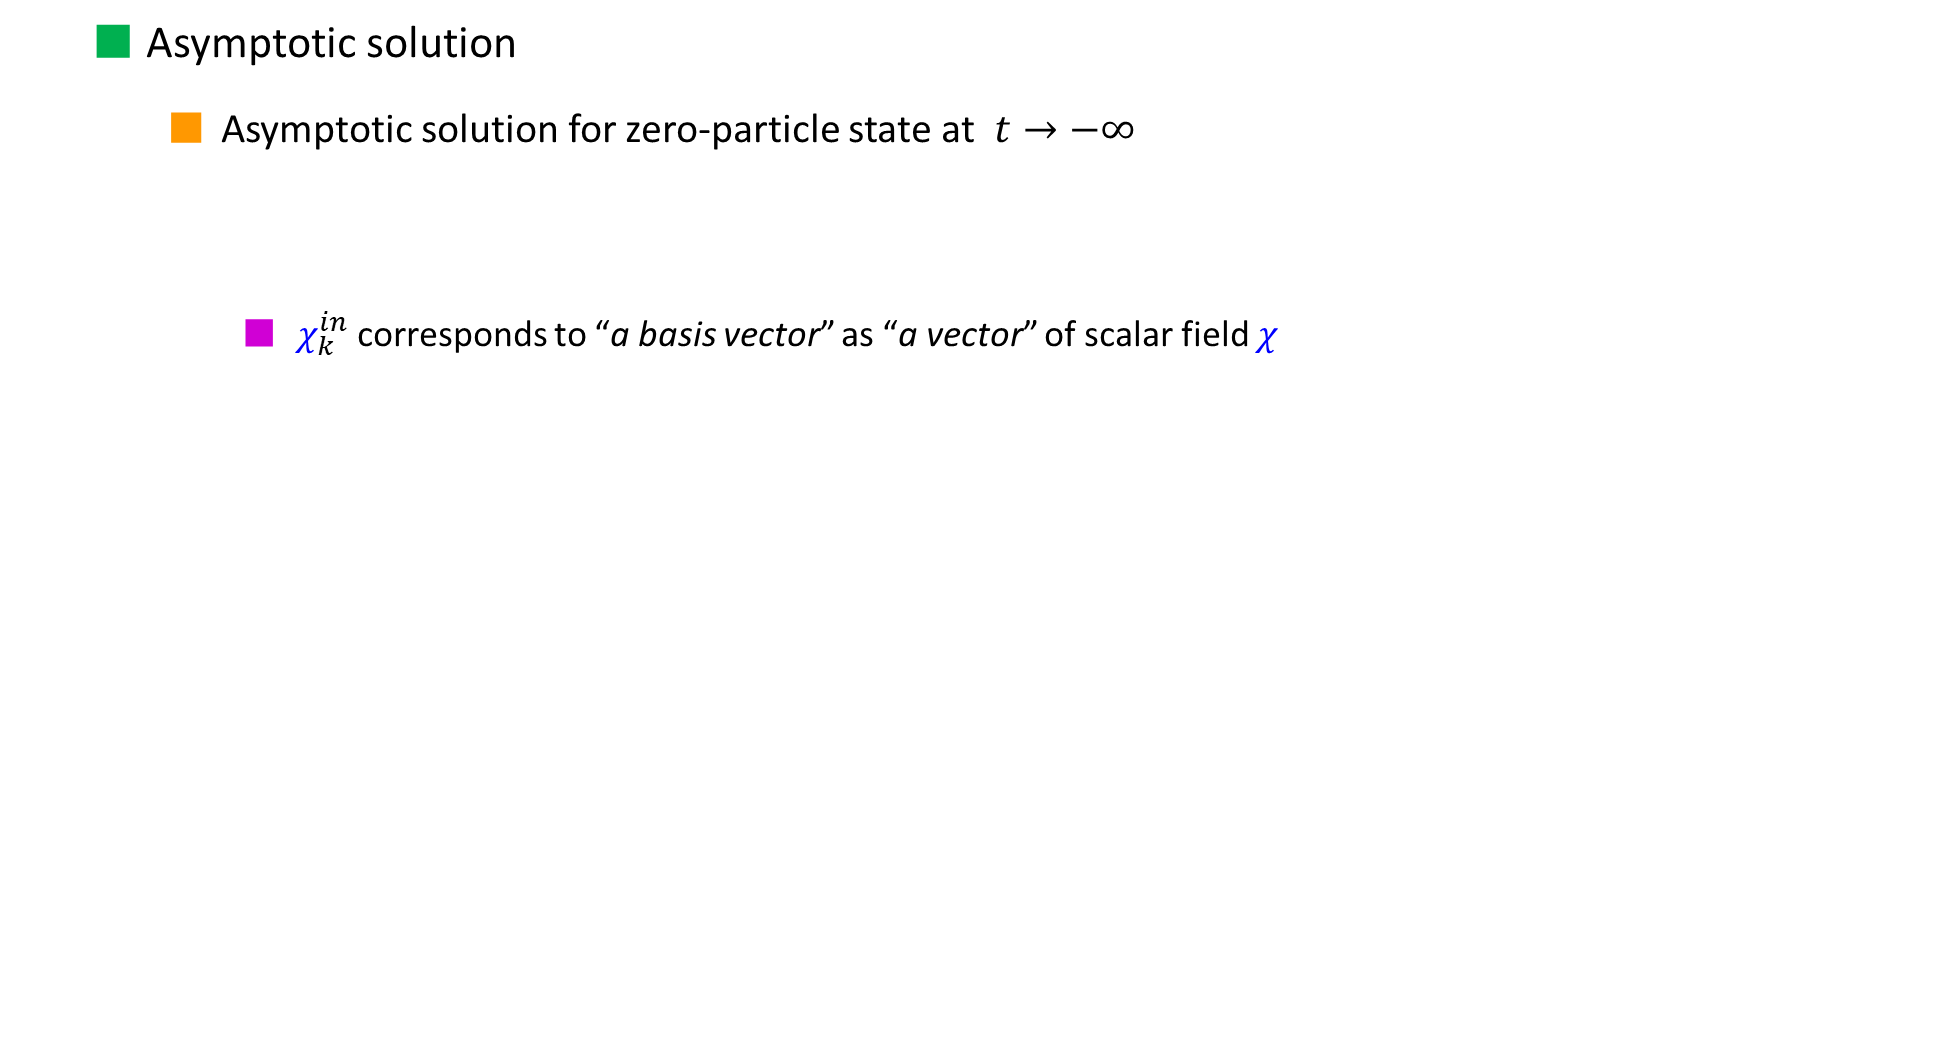 Asymptotic solution
Asymptotic solution for zero-particle state at t → −∞
χ_k^{in} corresponds to “a basis vector” as “a vector” of scalar field χ